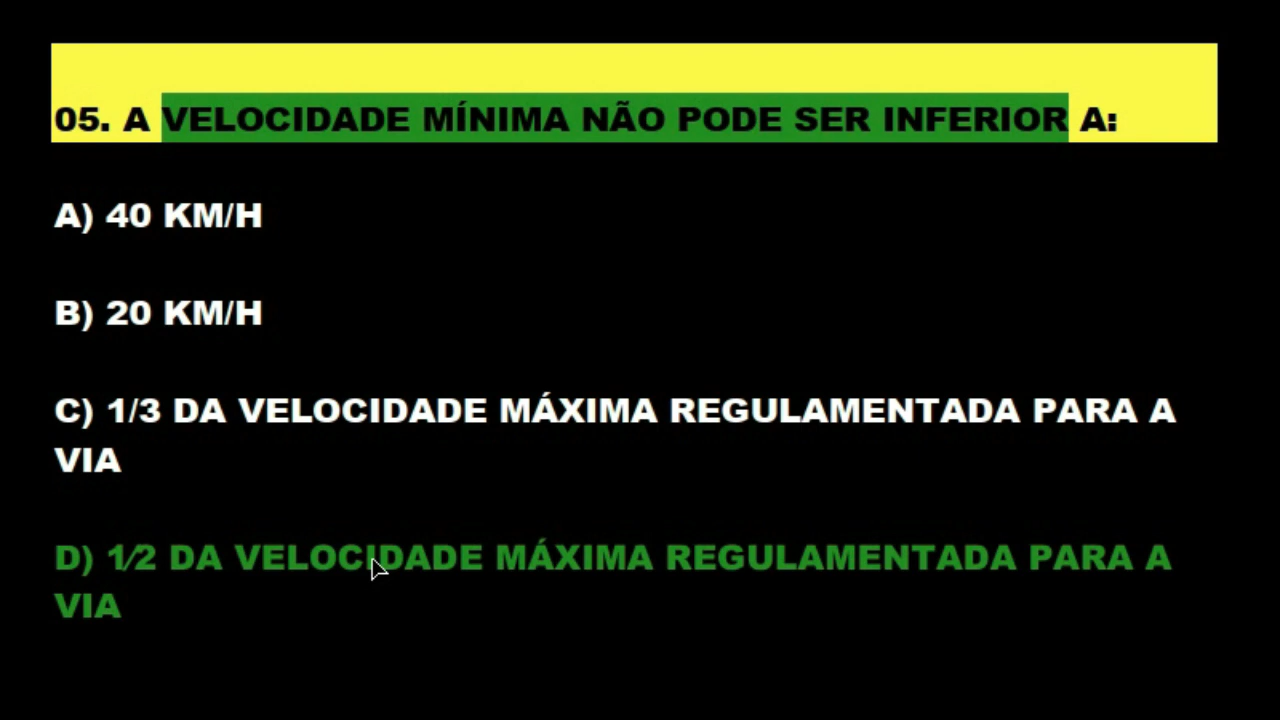 05. A VELOCIDADE MÍNIMA NÃO PODE SER INFERIOR A:
A) 40 KM/H
B) 20 KM/H
C) 1/3 DA VELOCIDADE MÁXIMA REGULAMENTADA PARA A
VIA
D) 1⁄2 DA VELOCIDADE MÁXIMA REGULAMENTADA PARA A
VIA